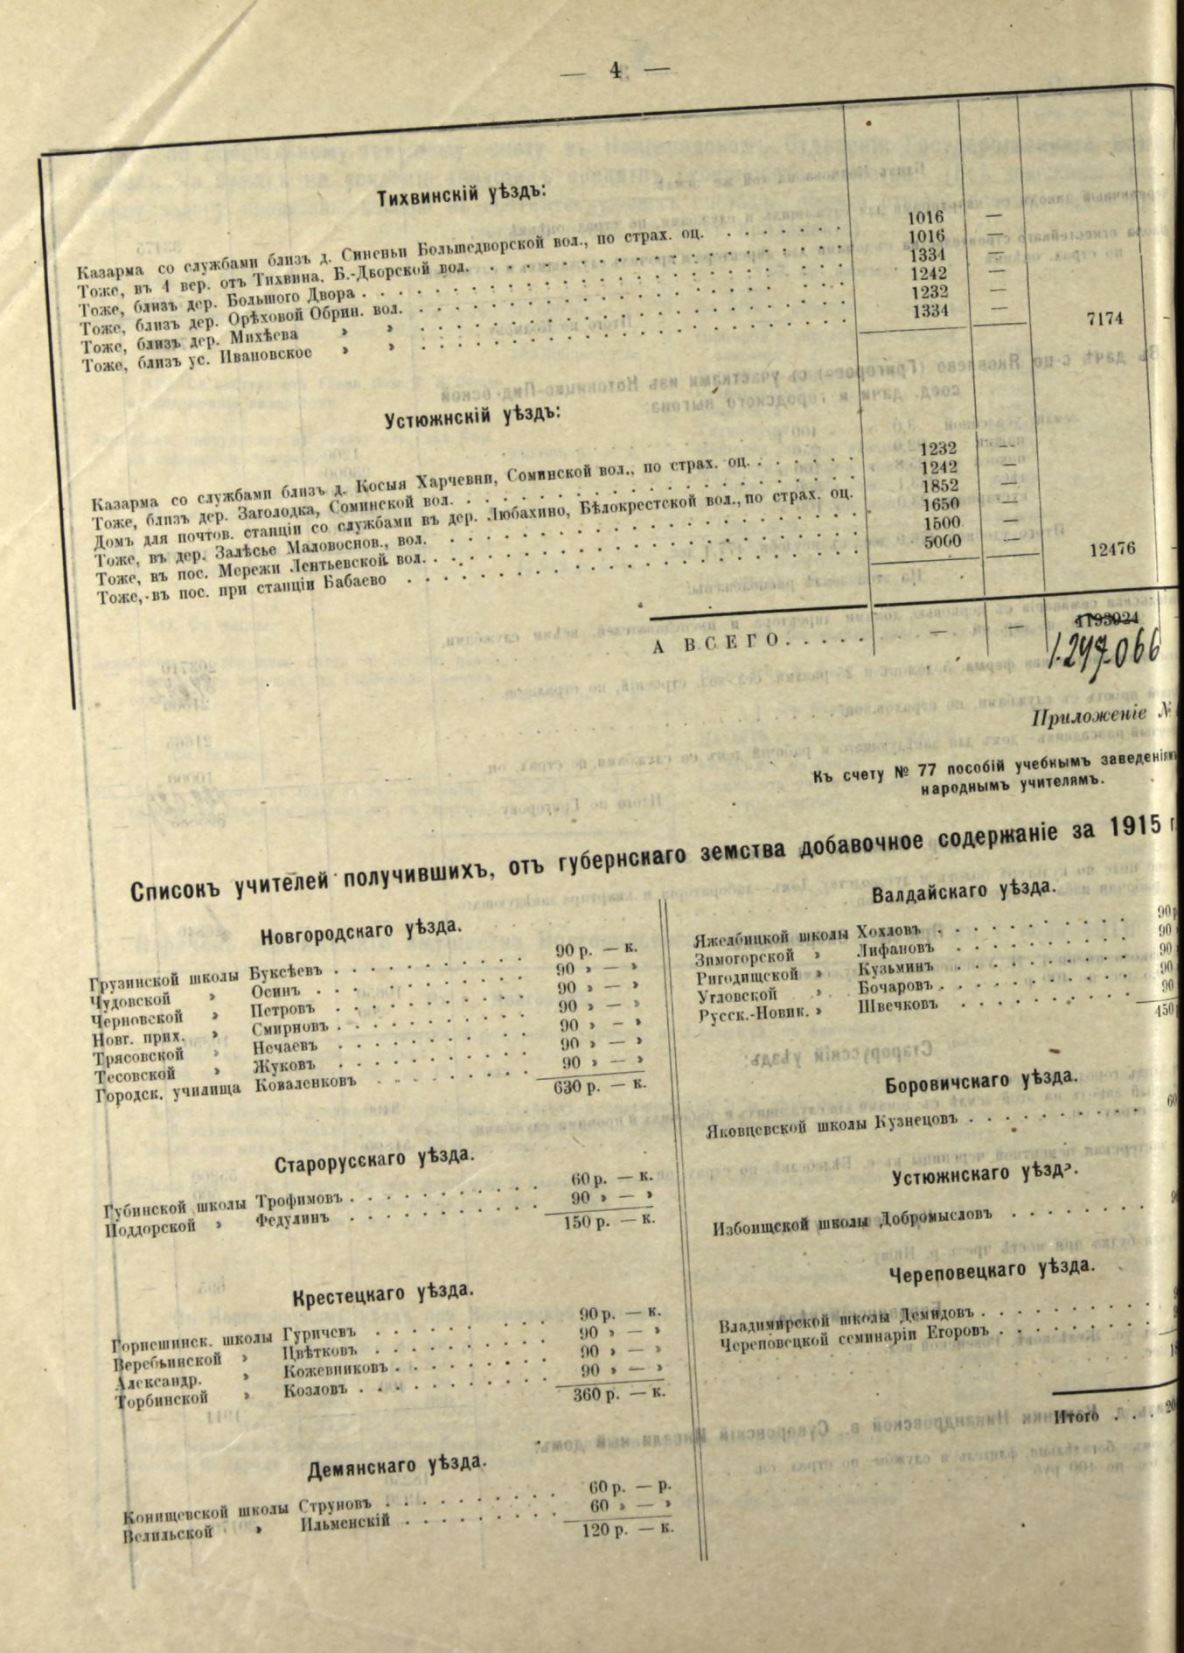 — 4 —
Тихвинскій уѣздъ:
Казарма со службами близъ д. Синеньи Большедворской вол., по страх. оц. . . . . . . 1016 —
Тоже, въ 4 вер. отъ Тихвина, Б.-Дворской вол. . . . . . . 1016 —
Тоже, близъ дер. Большого Двора . . . . . . 1334 —
Тоже, близъ дер. Орѣховой Обрин. вол. . . . . . . 1242 —
Тоже, близъ дер. Михѣева » » . . . . . . 1232 —
Тоже, близъ ус. Ивановское » » . . . . . . 1334 —
7174
Устюжнскій уѣздъ:
Казарма со службами близъ д. Косыя Харчевни, Соминской вол., по страх. оц. . . . . . . 1232 —
Тоже, близъ дер. Заголодка, Соминской вол. . . . . . . 1242 —
Домъ для почтов. станціи со службами въ дер. Любахино, Бѣлокрестской вол., по страх. оц. 1852 —
Тоже, въ дер. Залѣсье Маловоснов., вол. . . . . . . 1650 —
Тоже, въ пос. Мережи Лентьевской вол. . . . . . . 1500 —
Тоже, въ пос. при станціи Бабаево . . . . . . 5000 —
12476
А ВСЕГО. . . . . — — 1193024
1.247.066
Приложеніе №
Къ счету № 77 пособій учебнымъ заведеніямъ
народнымъ учителямъ.
Списокъ учителей получившихъ, отъ губернскаго земства добавочное содержаніе за 1915 г.
Новгородскаго уѣзда.
Грузинской школы Буксѣевъ . . . . . . 90 р. — к.
Чудовской » Осинъ . . . . . . 90 » — »
Черновской » Петровъ . . . . . . 90 » — »
Новг. прих. » Смирновъ . . . . . . 90 » — »
Трясовской » Нечаевъ . . . . . . 90 » — »
Тесовской » Жуковъ . . . . . . 90 » — »
Городск. училища Коваленковъ . . . . . . 90 » — »
630 р. — к.
Старорусскаго уѣзда.
Губинской школы Трофимовъ . . . . . . 60 р. — к.
Поддорской » Федулинъ . . . . . . 90 » — »
150 р. — к.
Крестецкаго уѣзда.
Горнешинск. школы Гуричевъ . . . . . . 90 р. — к.
Веребьинской » Цвѣтковъ . . . . . . 90 » — »
Александр. » Кожевниковъ . . . . . . 90 » — »
Торбинской » Козловъ . . . . . . 90 » — »
360 р. — к.
Демянскаго уѣзда.
Конищевской школы Струновъ . . . . . . 60 р. — р.
Велильской » Ильменскій . . . . . . 60 » — »
120 р. — к.
Валдайскаго уѣзда.
Яжелбицкой школы Хохловъ . . . . . . 90 р
Зимогорской » Лифановъ . . . . . . 90
Ригодищской » Кузьминъ . . . . . . 90
Угловской » Бочаровъ . . . . . . 90
Русск.-Новик. » Швечковъ . . . . . . 90
450
Боровичскаго уѣзда.
Яковцевской школы Кузнецовъ . . . . . . 60
Устюжнскаго уѣзда.
Избоищской школы Добромысловъ . . . . . .
Череповецкаго уѣзда.
Владимирской школы Демидовъ . . . . . .
Череповецкой семинаріи Егоровъ . . . . . .
Итого . . . 20